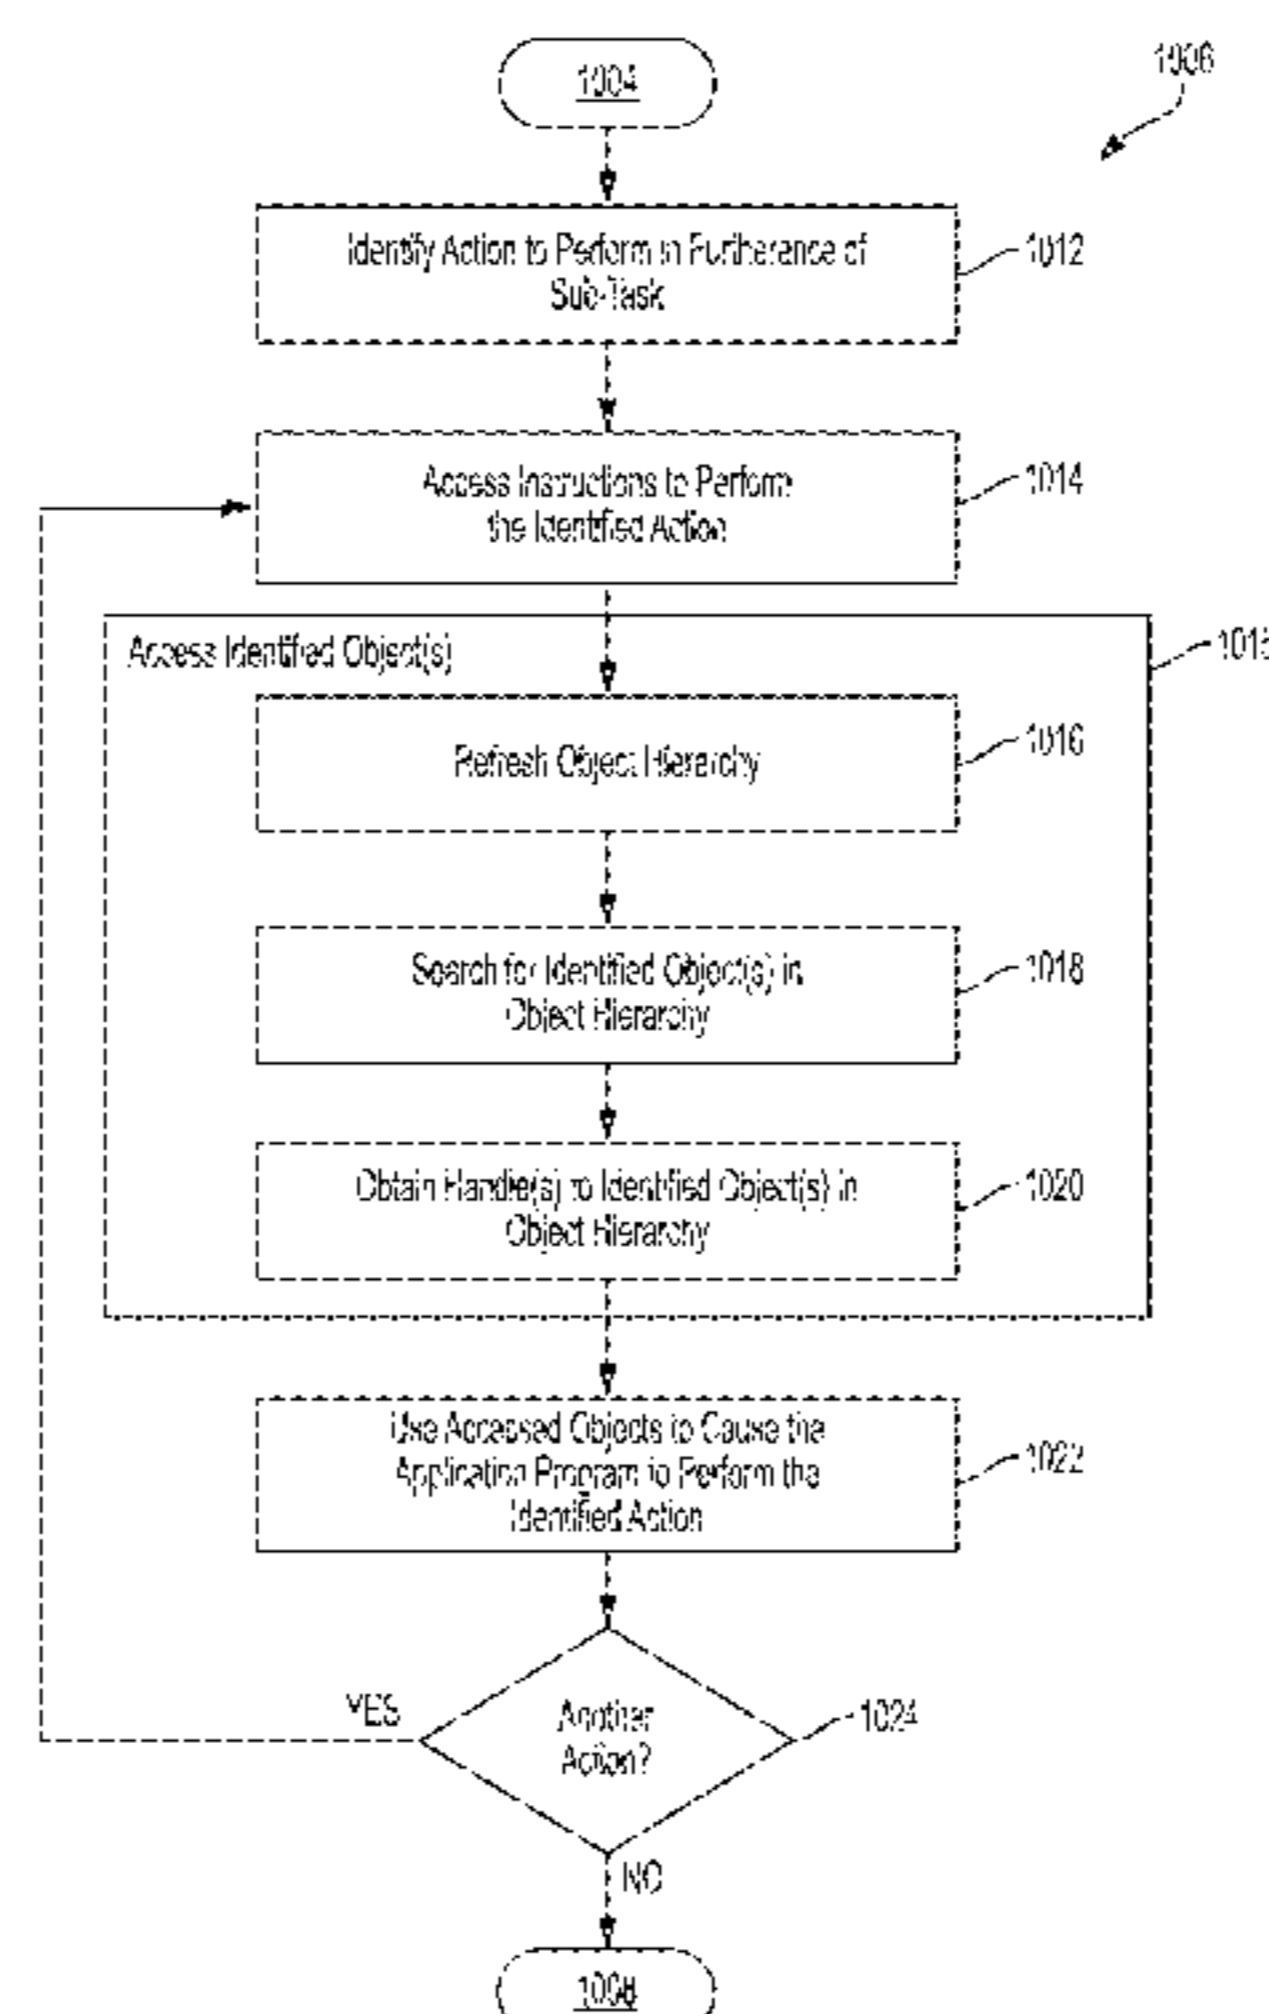 1004
1006
Identify Action to Perform in Furtherance of
Sub-Task
1012
Access Instructions to Perform
the Identified Action
1014
Access Identified Object(s)
1015
Refresh Object Hierarchy
1016
Search for Identified Object(s) in
Object Hierarchy
1018
Obtain Handle(s) to Identified Object(s) in
Object Hierarchy
1020
Use Accessed Objects to Cause the
Application Program to Perform the
Identified Action
1022
YES
Another
Action?
1024
NO
1008